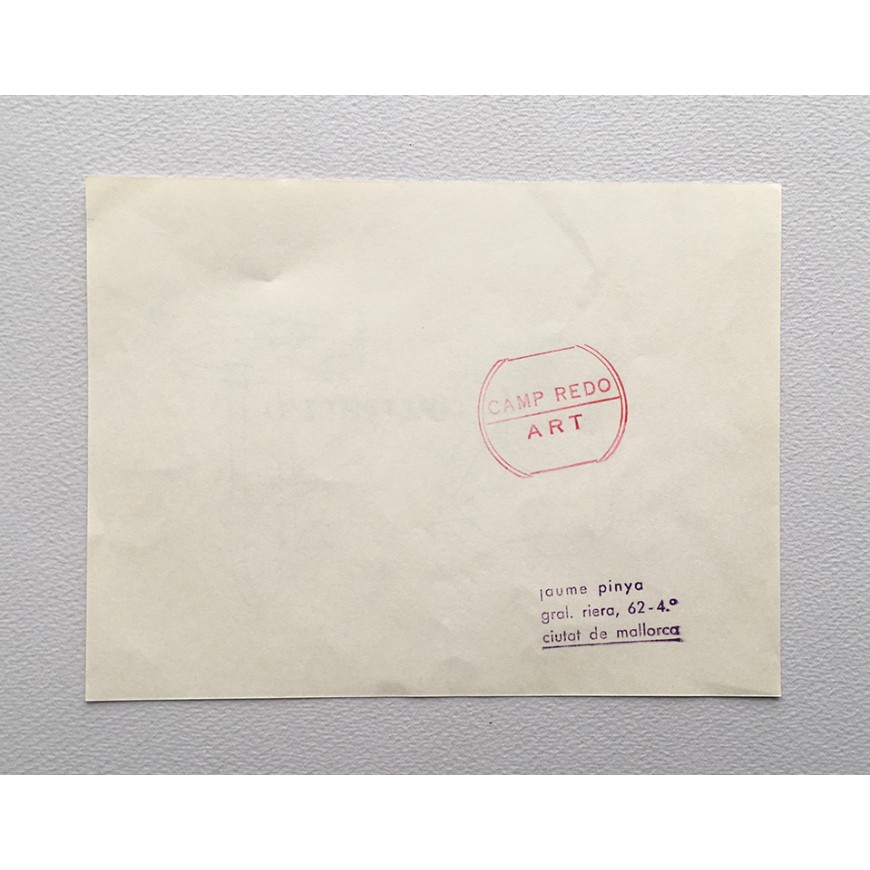 CAMP REDO
ART
jaume pinya
gral. riera, 62-4.º
ciutat de mallorca